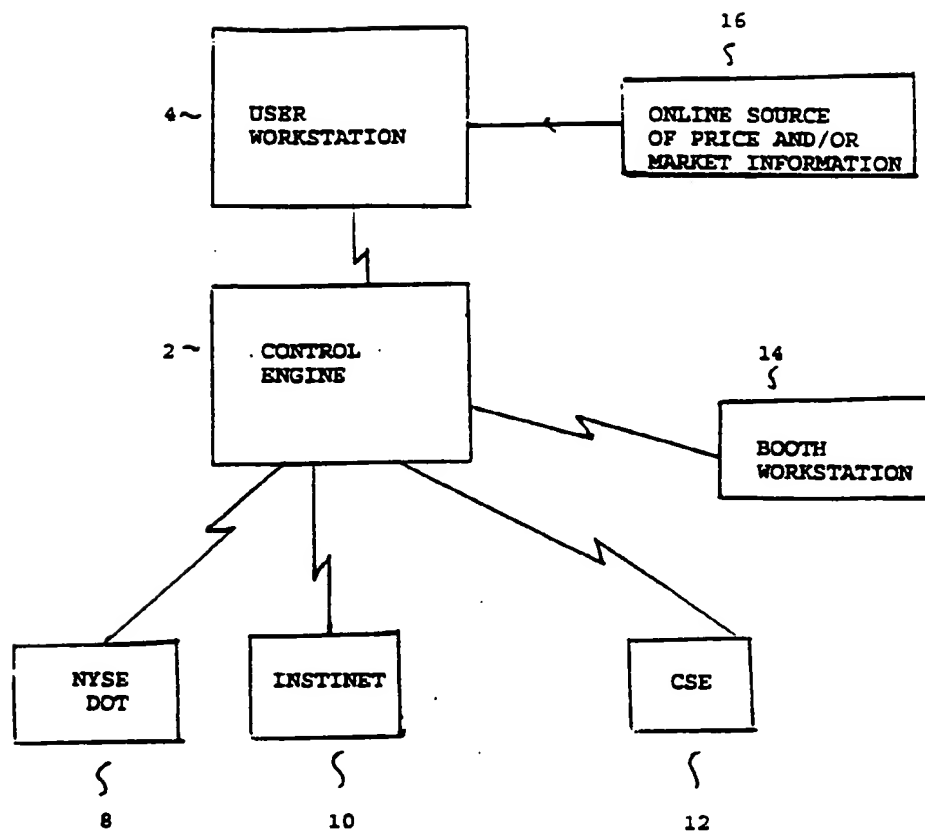 16
4~
USER
WORKSTATION
ONLINE SOURCE
OF PRICE AND/OR
MARKET INFORMATION
2~
CONTROL
ENGINE
14
BOOTH
WORKSTATION
NYSE
DOT
INSTINET
CSE
8
10
12